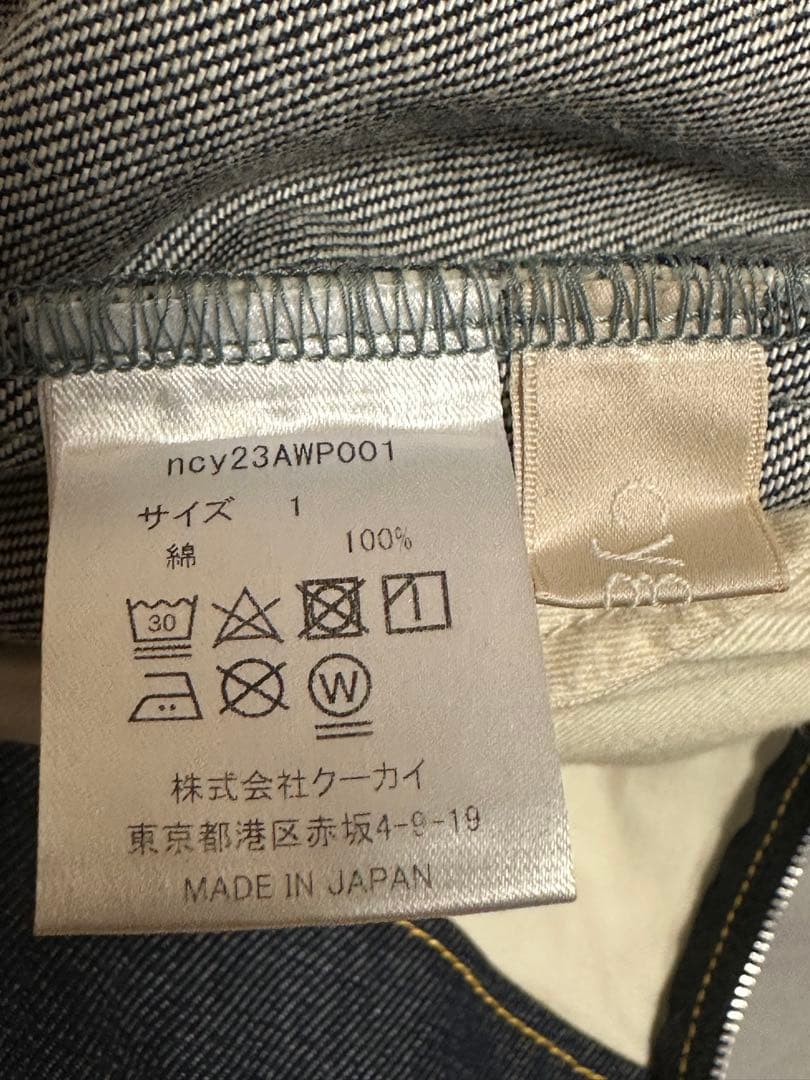 ncy23AWP001
サイズ 1
綿 100%
30
W
株式会社クーカイ
東京都港区赤坂4-9-19
MADE IN JAPAN